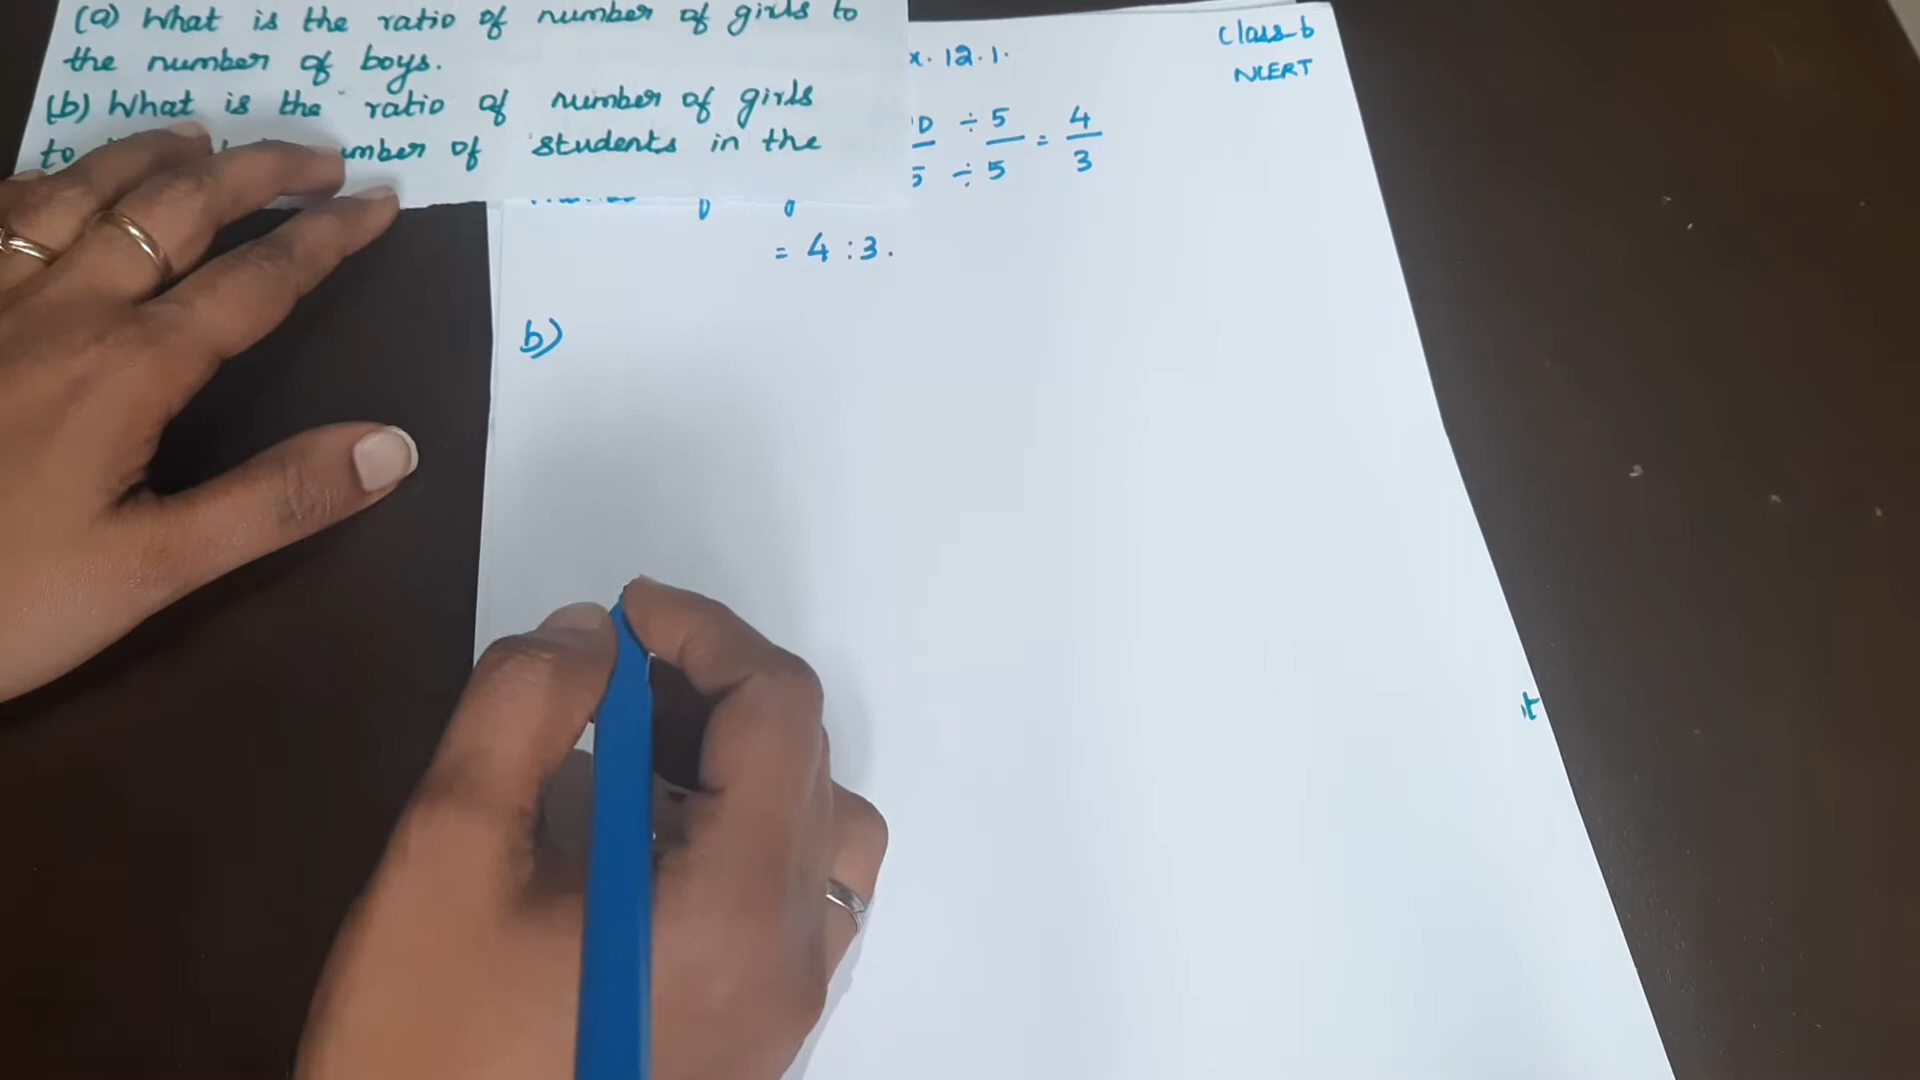 (a) What is the ratio of number of girls to
the number of boys.
(b) What is the ratio of number of girls
to umber of students in the
x. 12.1.
Class-6
NCERT
0 ÷ 5 = 4
5 ÷ 5 3
= 4 : 3.
b)